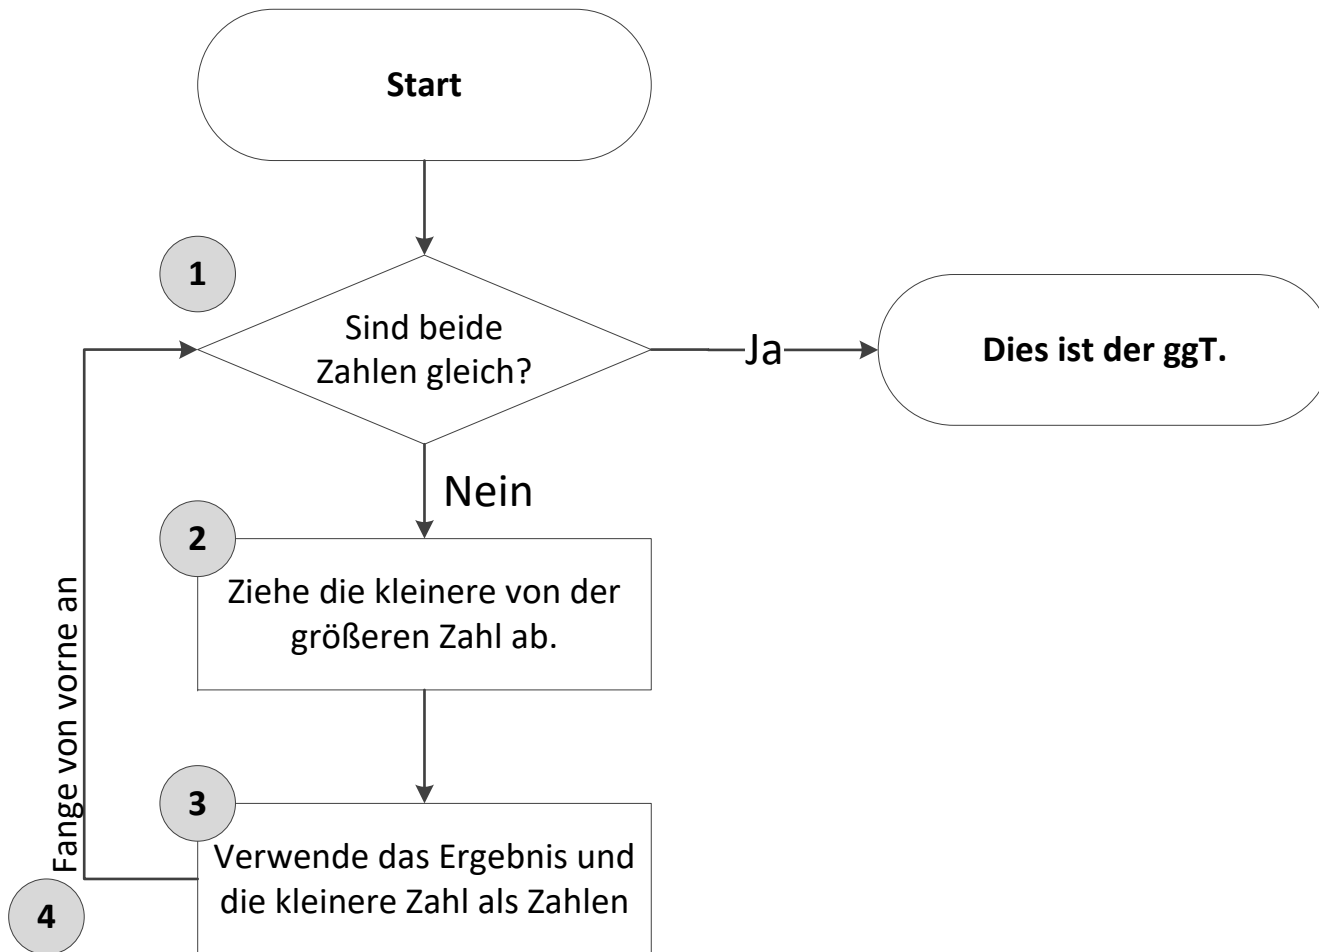 Start
1
Sind beide
Zahlen gleich?
Ja
Dies ist der ggT.
Nein
2
Ziehe die kleinere von der
größeren Zahl ab.
Fange von vorne an
3
Verwende das Ergebnis und
die kleinere Zahl als Zahlen
4